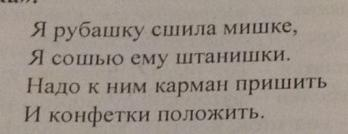 Я рубашку сшила мишке,
Я сошью ему штанишки.
Надо к ним карман пришить
И конфетки положить.